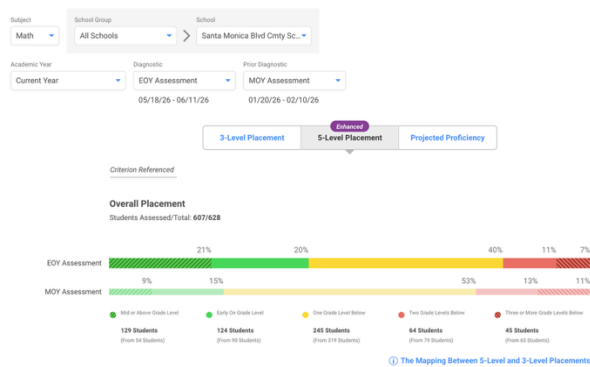 Subject School Group School
Math All Schools Santa Monica Blvd Cmty Sc...
Academic Year Diagnostic Prior Diagnostic
Current Year EOY Assessment MOY Assessment
05/18/26 - 06/11/26 01/20/26 - 02/10/26
Enhanced
3-Level Placement 5-Level Placement Projected Proficiency
Criterion Referenced
Overall Placement
Students Assessed/Total: 607/628
21% 20% 40% 11% 7%
EOY Assessment
9% 15% 53% 13% 11%
MOY Assessment
Mid or Above Grade Level Early On Grade Level One Grade Level Below Two Grade Levels Below Three or More Grade Levels Below
129 Students 124 Students 245 Students 64 Students 45 Students
(From 54 Students) (From 90 Students) (From 319 Students) (From 79 Students) (From 65 Students)
The Mapping Between 5-Level and 3-Level Placements